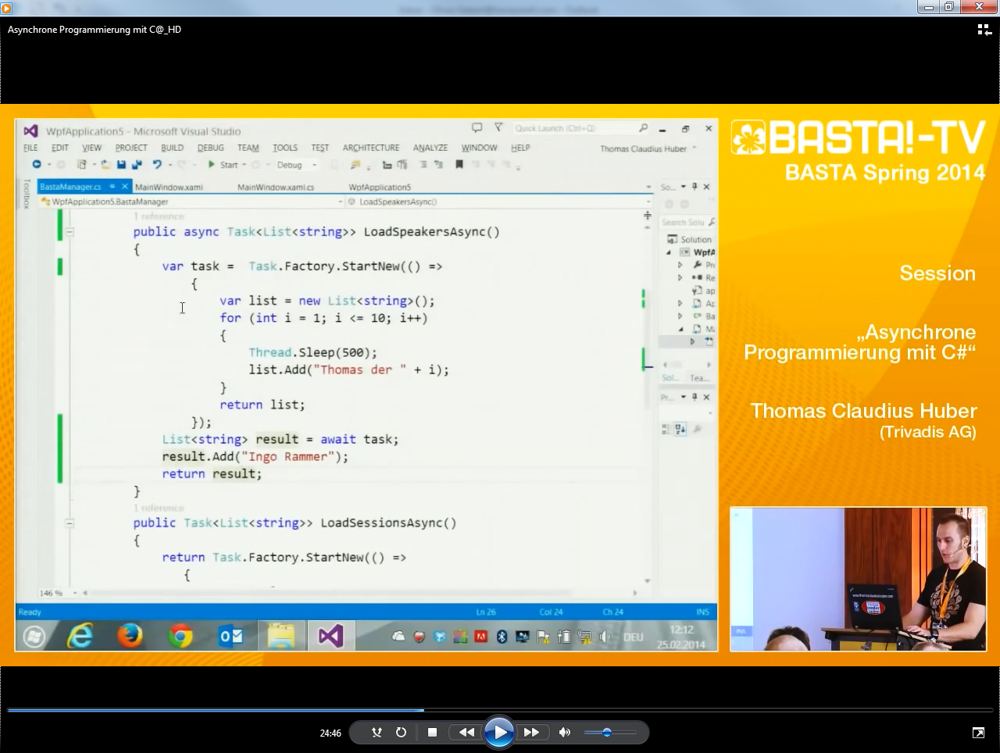 Asynchrone Programmierung mit C@_HD
WpfApplication5 - Microsoft Visual Studio
Quick Launch (Ctrl+Q)
FILE EDIT VIEW PROJECT BUILD DEBUG TEAM TOOLS TEST ARCHITECTURE ANALYZE WINDOW HELP
Thomas Claudius Huber
Start
Debug
Toolbox
BastaManager.cs
MainWindow.xaml
MainWindow.xaml.cs
WpfApplication5
WpfApplication5.BastaManager
LoadSpeakersAsync()
1 reference
public async Task<List<string>> LoadSpeakersAsync()
{
var task = Task.Factory.StartNew(() =>
{
var list = new List<string>();
for (int i = 1; i <= 10; i++)
{
Thread.Sleep(500);
list.Add("Thomas der " + i);
}
return list;
});
List<string> result = await task;
result.Add("Ingo Rammer");
return result;
}
1 reference
public Task<List<string>> LoadSessionsAsync()
{
return Task.Factory.StartNew(() =>
{
146 %
So...
Search Solu
Solution
WpfA
Pr
Re
ap
Ap
Ba
Ma
Sol...
Tea...
Pr...
Ready
Ln 26
Col 24
Ch 24
INS
DEU
12:12
25.02.2014
BASTA!-TV
BASTA Spring 2014
Session
„Asynchrone
Programmierung mit C#“
Thomas Claudius Huber
(Trivadis AG)
INS
24:46